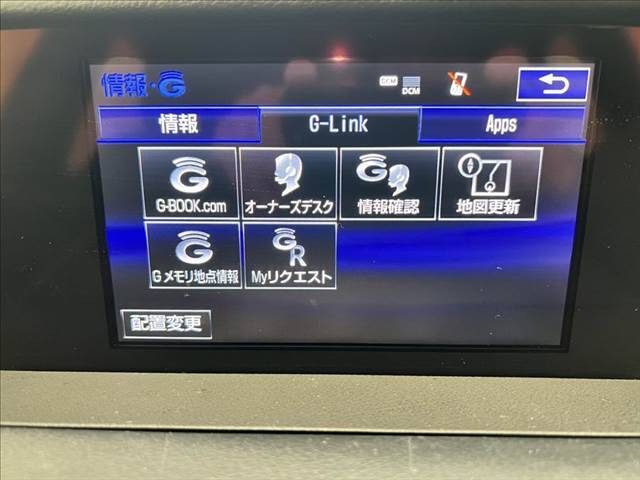 情報・G
DCM
DCM
情報
G-Link
Apps
G-BOOK.com
オーナーズデスク
情報確認
地図更新
Gメモリ地点情報
Myリクエスト
配置変更